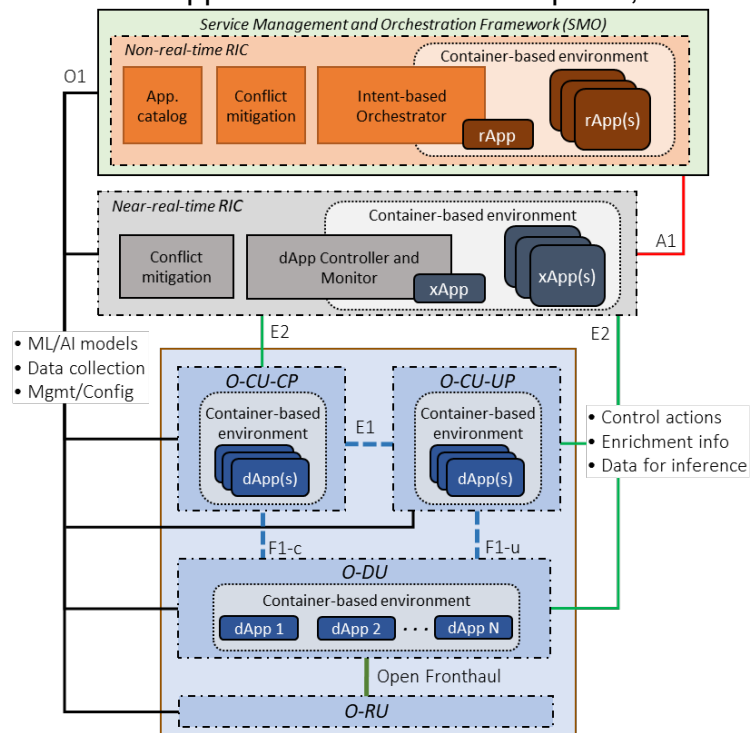 Service Management and Orchestration Framework (SMO)
Non-real-time RIC
Container-based environment
O1
App.
catalog
Conflict
mitigation
Intent-based
Orchestrator
rApp
rApp(s)
Near-real-time RIC
Container-based environment
A1
Conflict
mitigation
dApp Controller and
Monitor
xApp
xApp(s)
E2
E2
• ML/AI models
• Data collection
• Mgmt/Config
O-CU-CP
Container-based
environment
dApp(s)
E1
O-CU-UP
Container-based
environment
dApp(s)
• Control actions
• Enrichment info
• Data for inference
F1-c
F1-u
O-DU
Container-based environment
dApp 1
dApp 2
· · ·
dApp N
Open Fronthaul
O-RU